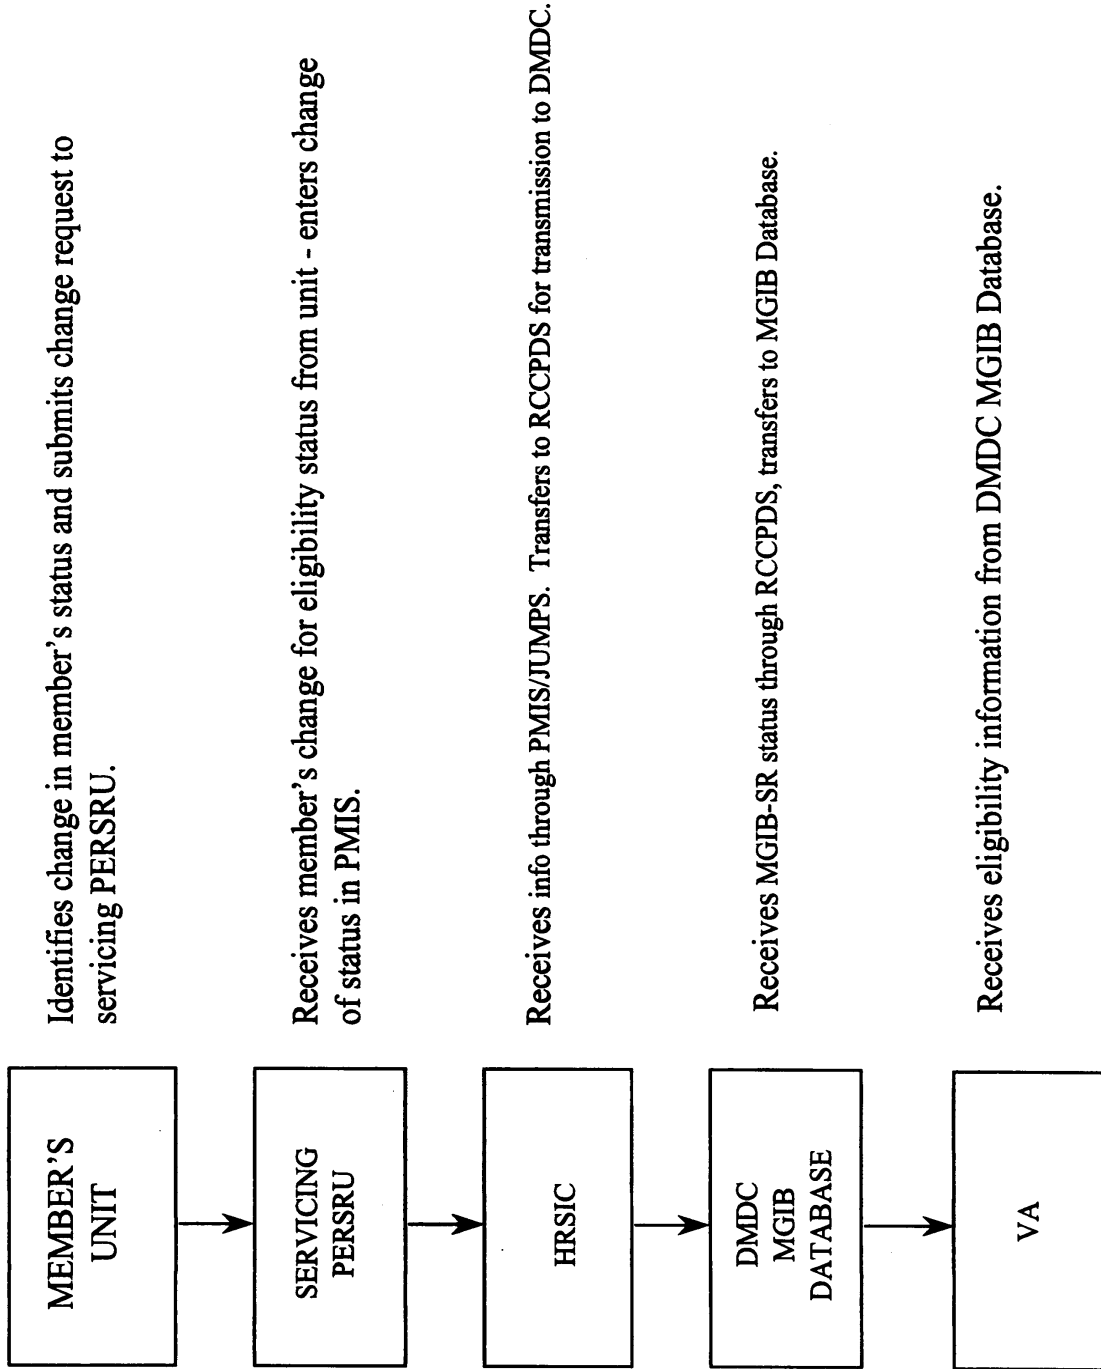 MEMBER'S
UNIT
Identifies change in member's status and submits change request to
servicing PERSRU.
SERVICING
PERSRU
Receives member's change for eligibility status from unit - enters change
of status in PMIS.
HRSIC
Receives info through PMIS/JUMPS. Transfers to RCCPDS for transmission to DMDC.
DMDC
MGIB
DATABASE
Receives MGIB-SR status through RCCPDS, transfers to MGIB Database.
VA
Receives eligibility information from DMDC MGIB Database.